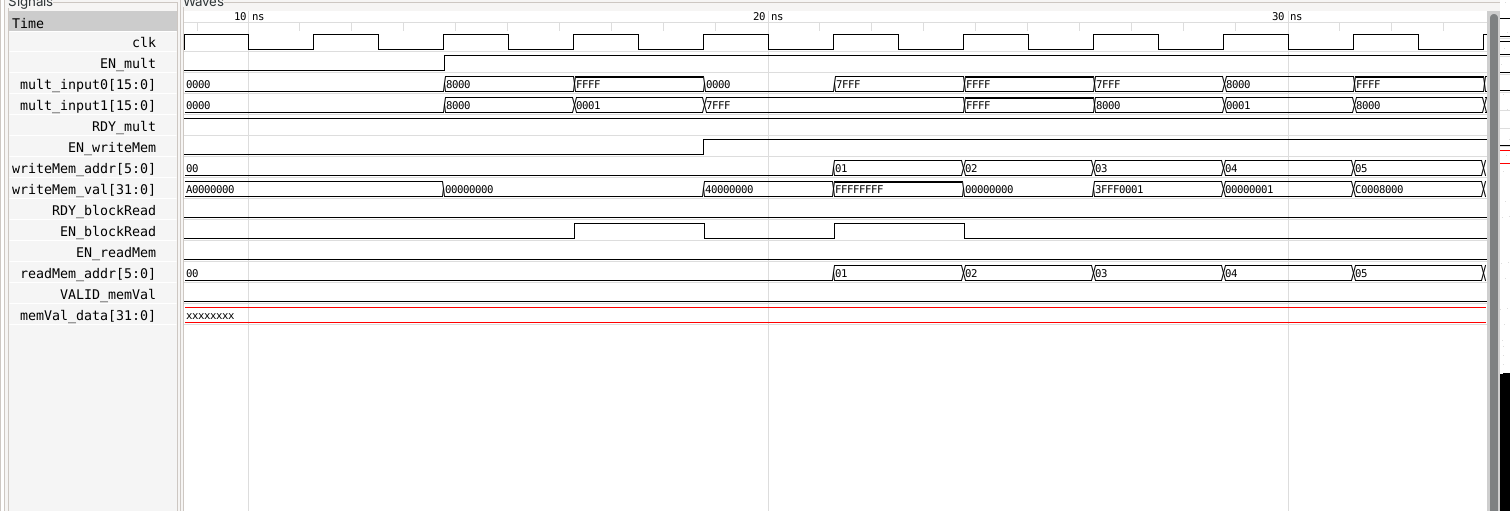 Signals
Waves
Time
10 ns 20 ns 30 ns
clk
EN_mult
mult_input0[15:0] 0000 8000 FFFF 0000 7FFF FFFF 7FFF 8000 FFFF
mult_input1[15:0] 0000 8000 0001 7FFF FFFF 8000 0001 8000
RDY_mult
EN_writeMem
writeMem_addr[5:0] 00 01 02 03 04 05
writeMem_val[31:0] A0000000 00000000 40000000 FFFFFFFF 00000000 3FFF0001 00000001 C0008000
RDY_blockRead
EN_blockRead
EN_readMem
readMem_addr[5:0] 00 01 02 03 04 05
VALID_memVal
memVal_data[31:0] xxxxxxxx